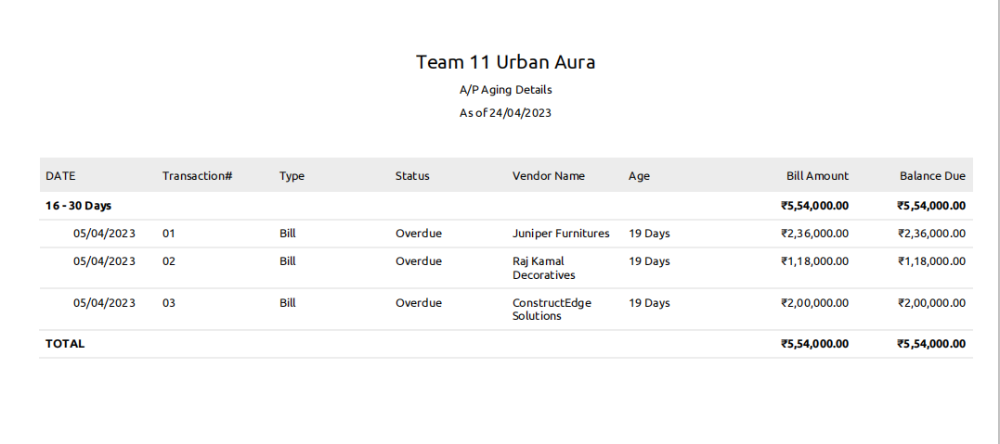 Team 11 Urban Aura
A/P Aging Details
As of 24/04/2023
DATE Transaction# Type Status Vendor Name Age Bill Amount Balance Due
16 - 30 Days ₹5,54,000.00 ₹5,54,000.00
05/04/2023 01 Bill Overdue Juniper Furnitures 19 Days ₹2,36,000.00 ₹2,36,000.00
05/04/2023 02 Bill Overdue Raj Kamal 19 Days ₹1,18,000.00 ₹1,18,000.00
Decoratives
05/04/2023 03 Bill Overdue ConstructEdge 19 Days ₹2,00,000.00 ₹2,00,000.00
Solutions
TOTAL ₹5,54,000.00 ₹5,54,000.00